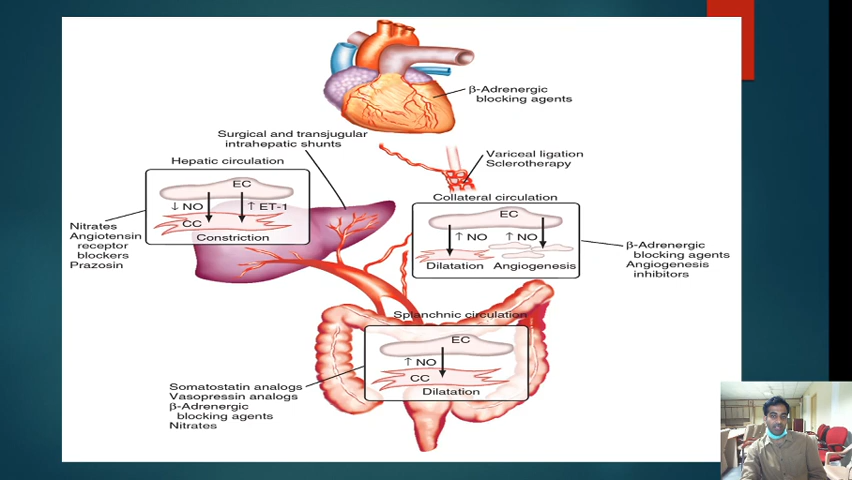 β-Adrenergic
blocking agents
Surgical and transjugular
intrahepatic shunts
Variceal ligation
Sclerotherapy
Hepatic circulation
EC
↓ NO
↑ ET-1
CC
Constriction
Nitrates
Angiotensin
receptor
blockers
Prazosin
Collateral circulation
EC
↑ NO
↑ NO
Dilatation
Angiogenesis
β-Adrenergic
blocking agents
Angiogenesis
inhibitors
Splanchnic circulation
EC
↑ NO
CC
Dilatation
Somatostatin analogs
Vasopressin analogs
β-Adrenergic
blocking agents
Nitrates